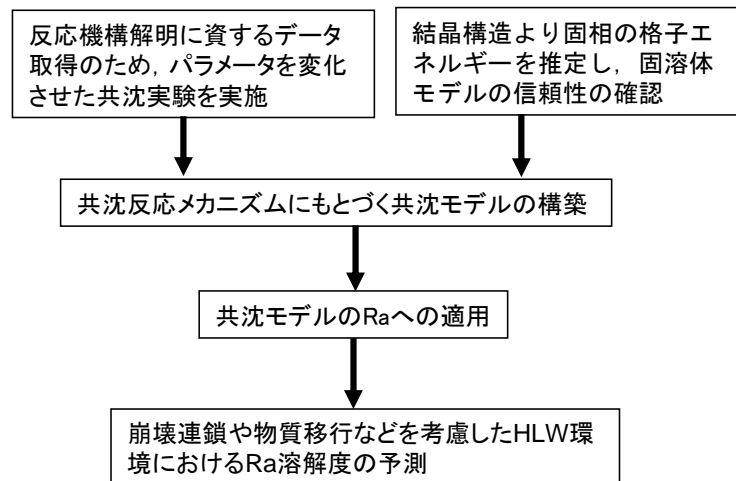 反応機構解明に資するデータ
取得のため，パラメータを変化
させた共沈実験を実施
結晶構造より固相の格子エ
ネルギーを推定し，固溶体
モデルの信頼性の確認
共沈反応メカニズムにもとづく共沈モデルの構築
共沈モデルのRaへの適用
崩壊連鎖や物質移行などを考慮したHLW環
境におけるRa溶解度の予測